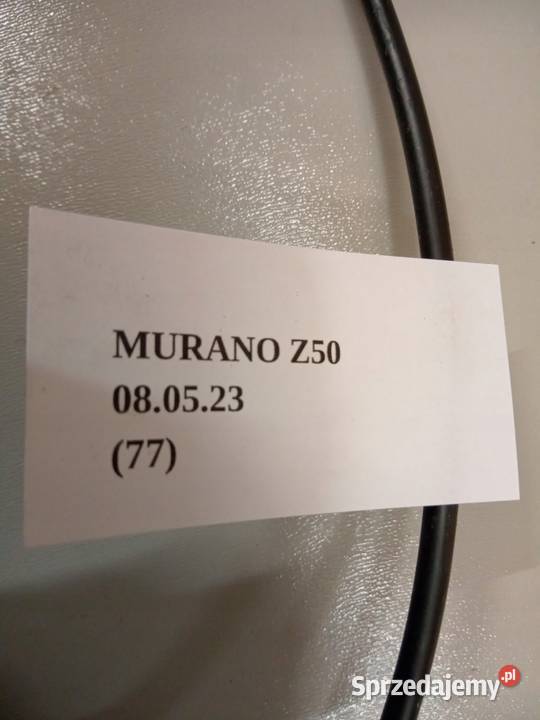 MURANO Z50
08.05.23
(77)
Sprzedajemy.pl